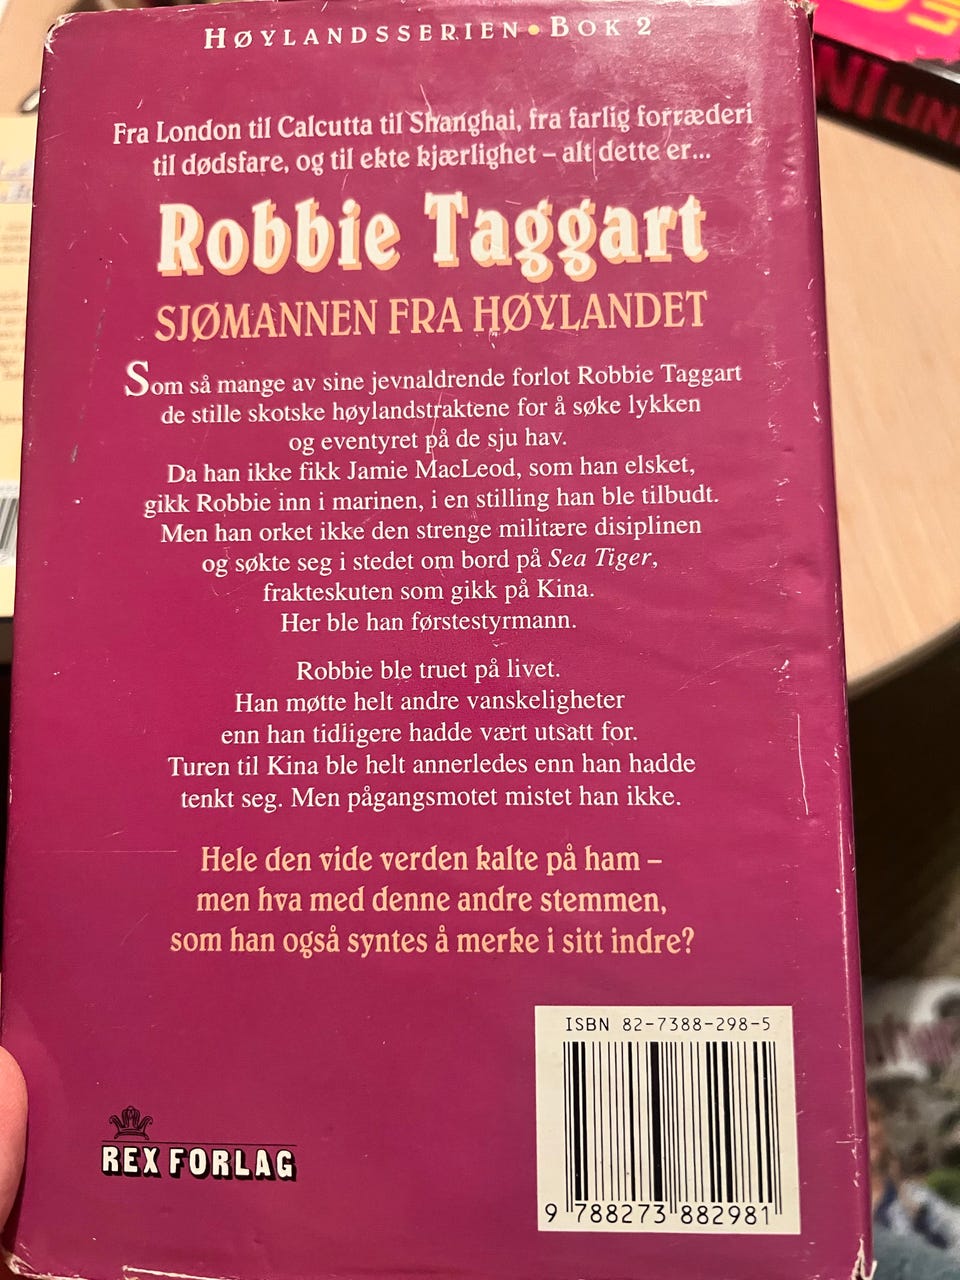 HØYLANDSSERIEN • BOK 2
Fra London til Calcutta til Shanghai, fra farlig forræderi
til dødsfare, og til ekte kjærlighet – alt dette er...
Robbie Taggart
SJØMANNEN FRA HØYLANDET
Som så mange av sine jevnaldrende forlot Robbie Taggart
de stille skotske høylandstraktene for å søke lykken
og eventyret på de sju hav.
Da han ikke fikk Jamie MacLeod, som han elsket,
gikk Robbie inn i marinen, i en stilling han ble tilbudt.
Men han orket ikke den strenge militære disiplinen
og søkte seg i stedet om bord på Sea Tiger,
frakteskuten som gikk på Kina.
Her ble han førstestyrmann.
Robbie ble truet på livet.
Han møtte helt andre vanskeligheter
enn han tidligere hadde vært utsatt for.
Turen til Kina ble helt annerledes enn han hadde
tenkt seg. Men pågangsmotet mistet han ikke.
Hele den vide verden kalte på ham –
men hva med denne andre stemmen,
som han også syntes å merke i sitt indre?
ISBN 82-7388-298-5
9 788273 882981
REX FORLAG